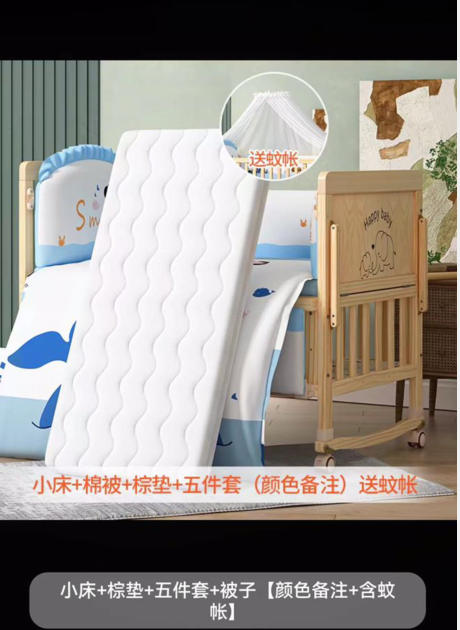 送蚊帐
Happy baby
小床+棉被+棕垫+五件套（颜色备注）送蚊帐
小床+棕垫+五件套+被子【颜色备注+含蚊
帐】